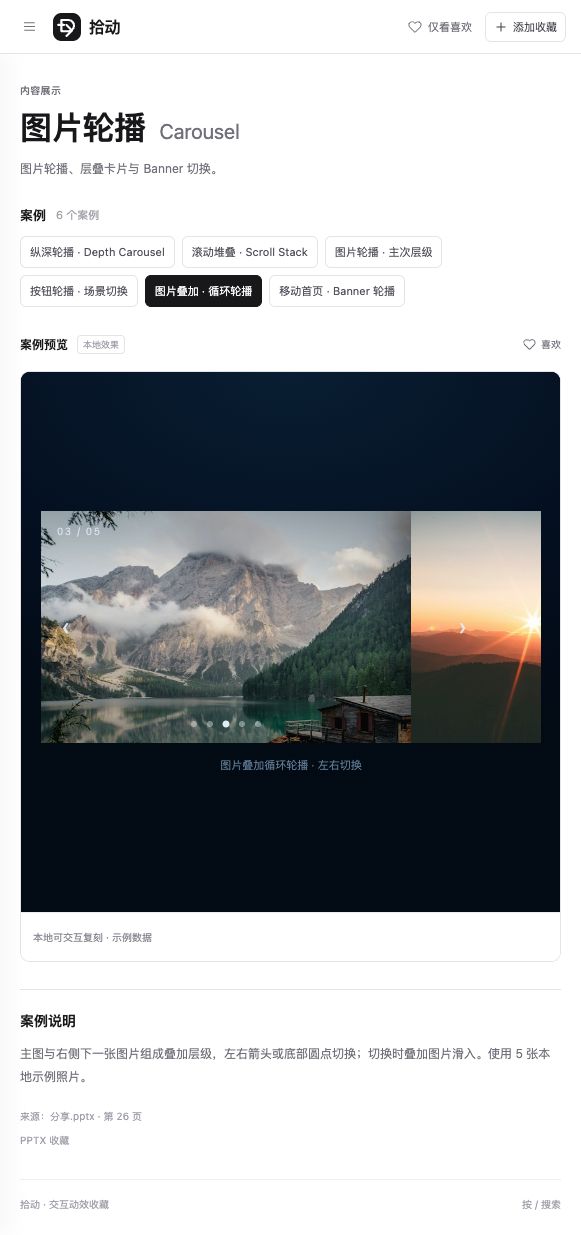 拾动
仅看喜欢
添加收藏
内容展示
图片轮播 Carousel
图片轮播、层叠卡片与 Banner 切换。
案例 6 个案例
纵深轮播 · Depth Carousel
滚动堆叠 · Scroll Stack
图片轮播 · 主次层级
按钮轮播 · 场景切换
图片叠加 · 循环轮播
移动首页 · Banner 轮播
案例预览 本地效果
喜欢
03 / 05
图片叠加循环轮播 · 左右切换
本地可交互复刻 · 示例数据
案例说明
主图与右侧下一张图片组成叠加层级，左右箭头或底部圆点切换；切换时叠加图片滑入。使用 5 张本
地示例照片。
来源：分享.pptx · 第 26 页
PPTX 收藏
拾动 · 交互动效收藏
按 / 搜索